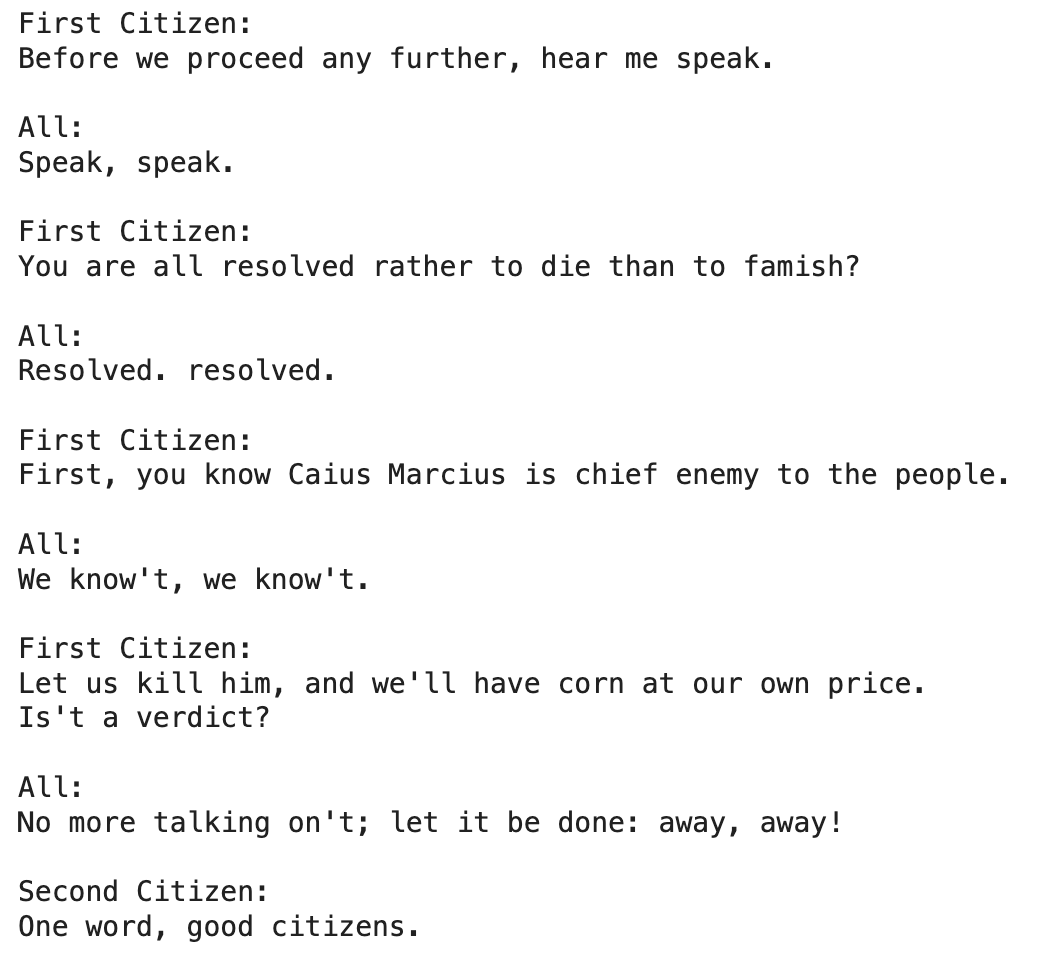 First Citizen:
Before we proceed any further, hear me speak.

All:
Speak, speak.

First Citizen:
You are all resolved rather to die than to famish?

All:
Resolved. resolved.

First Citizen:
First, you know Caius Marcius is chief enemy to the people.

All:
We know't, we know't.

First Citizen:
Let us kill him, and we'll have corn at our own price.
Is't a verdict?

All:
No more talking on't; let it be done: away, away!

Second Citizen:
One word, good citizens.